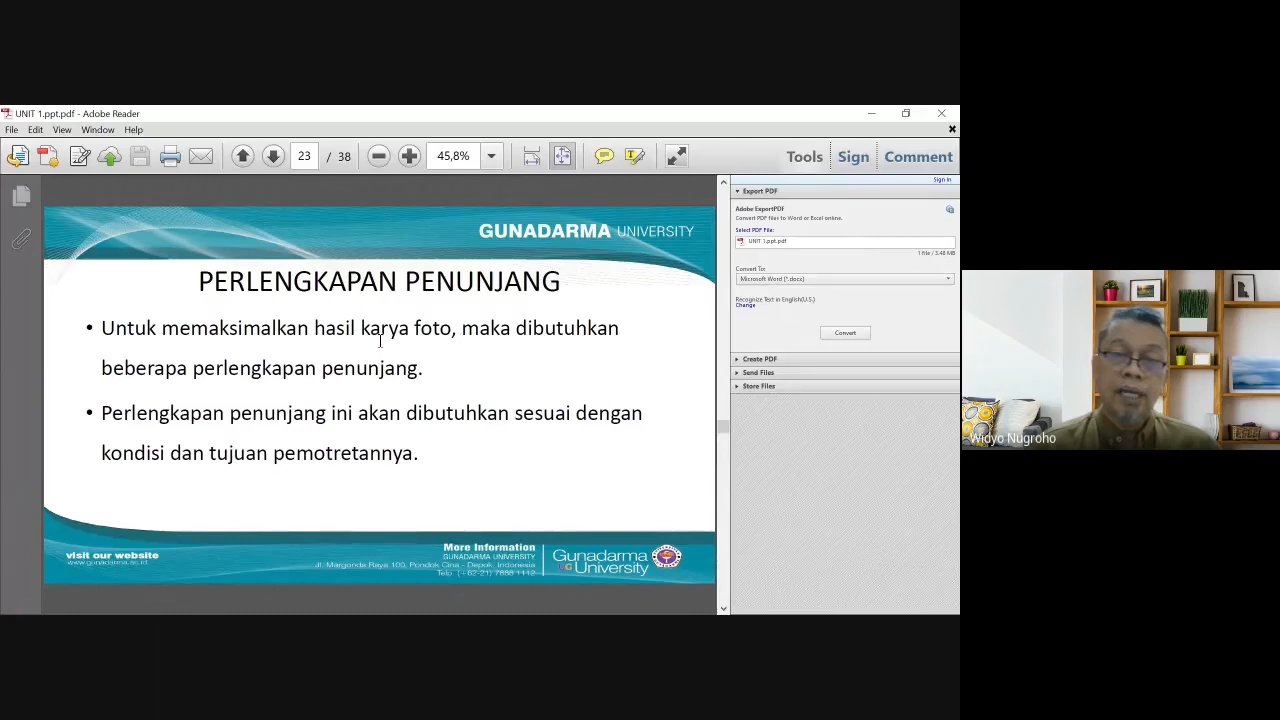 UNIT 1.ppt.pdf - Adobe Reader
File Edit View Window Help
23 / 38 45,8% Tools Sign Comment
Sign In
Export PDF
Adobe ExportPDF
Convert PDF files to Word or Excel online.
Select PDF File:
UNIT 1.ppt.pdf
1 file / 3.48 MB
Convert To:
Microsoft Word (*.docx)
Recognize Text in English(U.S.)
Change
Convert
Create PDF
Send Files
Store Files
GUNADARMA UNIVERSITY
PERLENGKAPAN PENUNJANG
• Untuk memaksimalkan hasil karya foto, maka dibutuhkan
beberapa perlengkapan penunjang.
• Perlengkapan penunjang ini akan dibutuhkan sesuai dengan
kondisi dan tujuan pemotretannya.
visit our website
www.gunadarma.ac.id
More Information
GUNADARMA UNIVERSITY
Jl. Margonda Raya 100, Pondok Cina - Depok, Indonesia
Telp. (+62-21) 7888 1112
Gunadarma
UG University
Widyo Nugroho